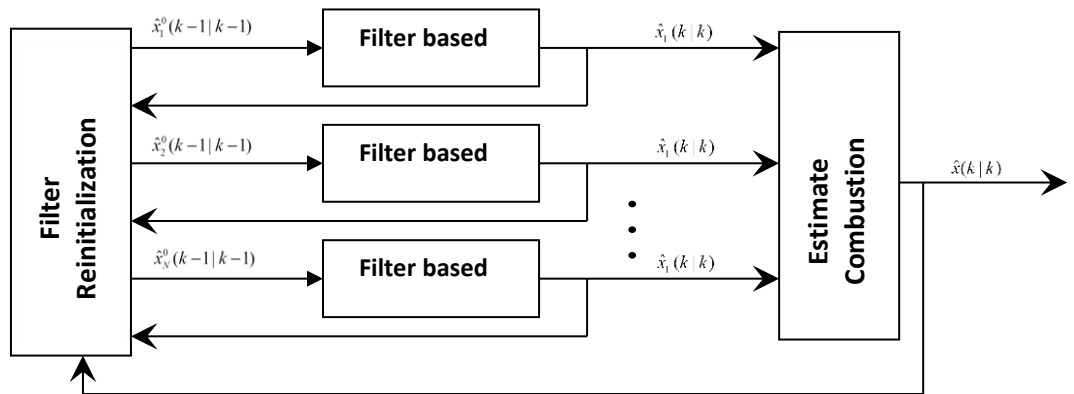 x̂₁⁰(k−1|k−1)
Filter based
x̂₁(k|k)
x̂₂⁰(k−1|k−1)
Filter based
x̂₁(k|k)
x̂(k|k)
Filter
Reinitialization
Estimate
Combustion
x̂_N⁰(k−1|k−1)
Filter based
x̂₁(k|k)